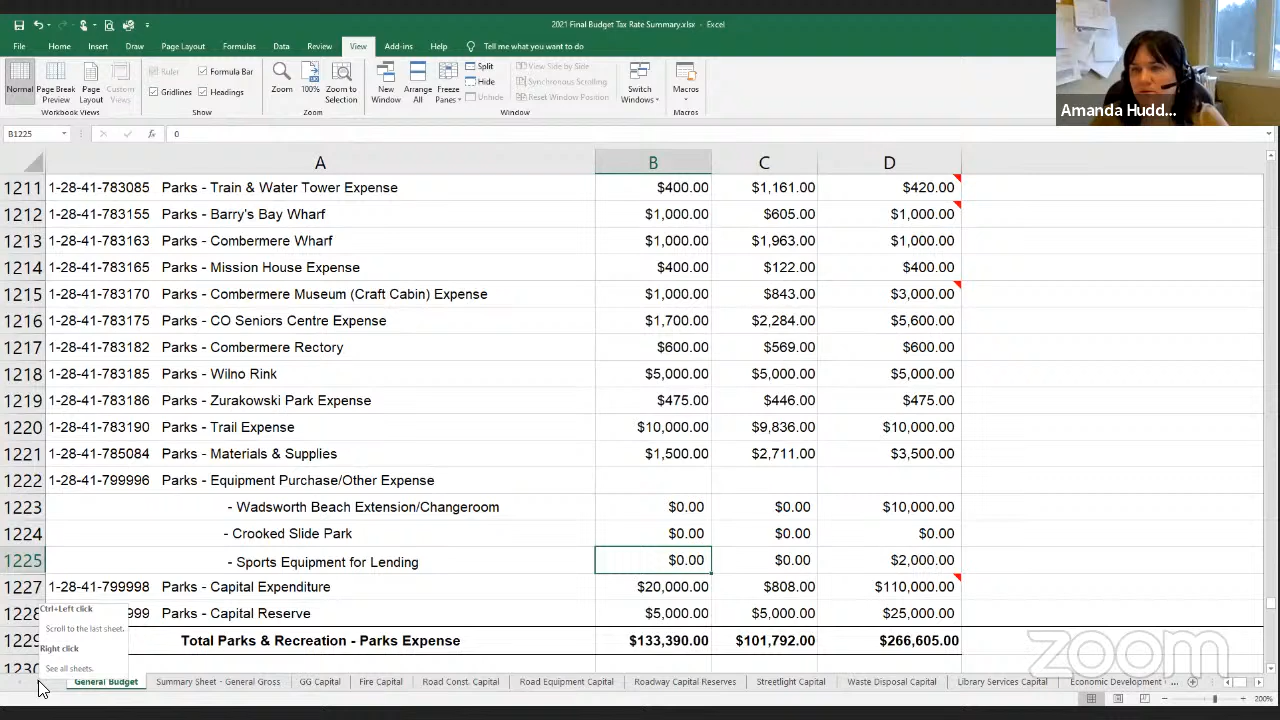 2021 Final Budget Tax Rate Summary.xlsx - Excel
File Home Insert Draw Page Layout Formulas Data Review View Add-ins Help Tell me what you want to do
Normal Page Break Preview Page Layout Custom Views
Workbook Views
Ruler Formula Bar
Gridlines Headings
Show
Zoom 100% Zoom to Selection
Zoom
New Window Arrange All Freeze Panes
Split
Hide
Unhide
View Side by Side
Synchronous Scrolling
Reset Window Position
Switch Windows
Window
Macros
Macros
Amanda Hudd...
B1225 fx 0
A B C D
1211 1-28-41-783085 Parks - Train & Water Tower Expense $400.00 $1,161.00 $420.00
1212 1-28-41-783155 Parks - Barry's Bay Wharf $1,000.00 $605.00 $1,000.00
1213 1-28-41-783163 Parks - Combermere Wharf $1,000.00 $1,963.00 $1,000.00
1214 1-28-41-783165 Parks - Mission House Expense $400.00 $122.00 $400.00
1215 1-28-41-783170 Parks - Combermere Museum (Craft Cabin) Expense $1,000.00 $843.00 $3,000.00
1216 1-28-41-783175 Parks - CO Seniors Centre Expense $1,700.00 $2,284.00 $5,600.00
1217 1-28-41-783182 Parks - Combermere Rectory $600.00 $569.00 $600.00
1218 1-28-41-783185 Parks - Wilno Rink $5,000.00 $5,000.00 $5,000.00
1219 1-28-41-783186 Parks - Zurakowski Park Expense $475.00 $446.00 $475.00
1220 1-28-41-783190 Parks - Trail Expense $10,000.00 $9,836.00 $10,000.00
1221 1-28-41-785084 Parks - Materials & Supplies $1,500.00 $2,711.00 $3,500.00
1222 1-28-41-799996 Parks - Equipment Purchase/Other Expense
1223 - Wadsworth Beach Extension/Changeroom $0.00 $0.00 $10,000.00
1224 - Crooked Slide Park $0.00 $0.00 $0.00
1225 - Sports Equipment for Lending $0.00 $0.00 $2,000.00
1227 1-28-41-799998 Parks - Capital Expenditure $20,000.00 $808.00 $110,000.00
1228 999 Parks - Capital Reserve $5,000.00 $5,000.00 $25,000.00
1229 Total Parks & Recreation - Parks Expense $133,390.00 $101,792.00 $266,605.00
1230
Ctrl+Left click
Scroll to the last sheet.
Right click
See all sheets.
zoom
General Budget Summary Sheet - General Gross GG Capital Fire Capital Road Const. Capital Road Equipment Capital Roadway Capital Reserves Streetlight Capital Waste Disposal Capital Library Services Capital Economic Development ...
200%